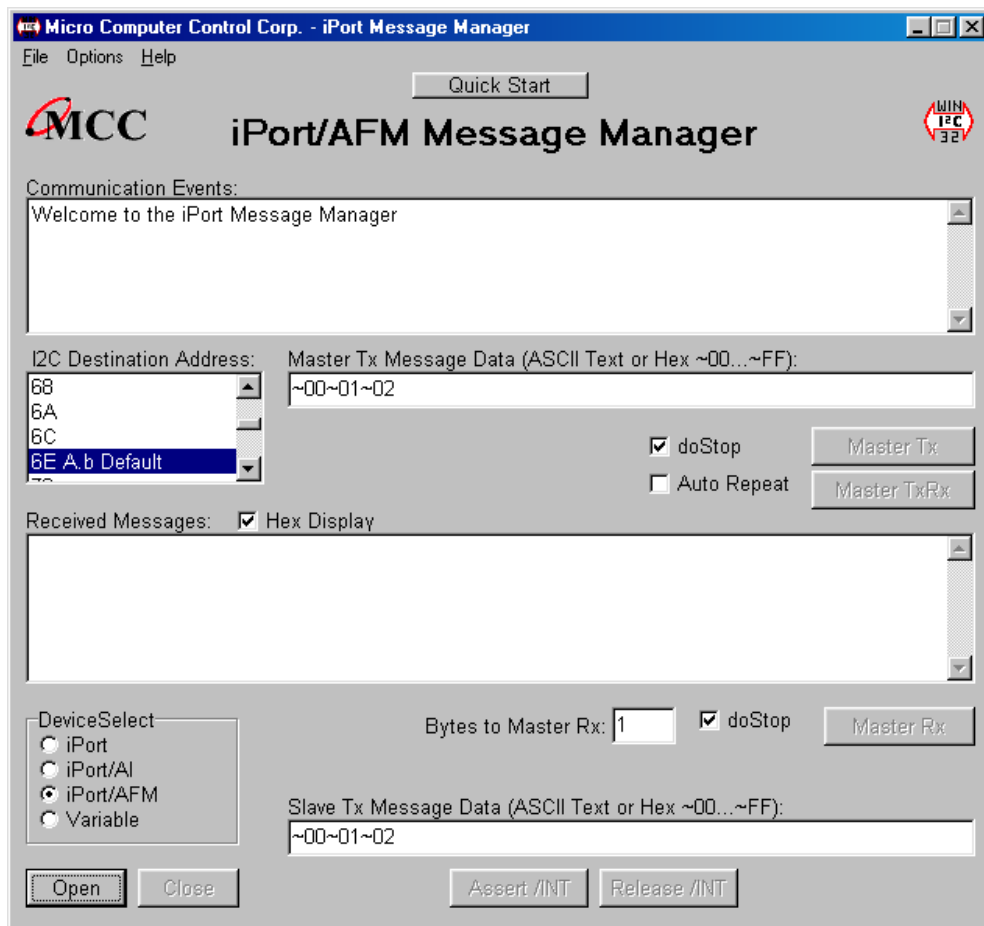 Micro Computer Control Corp. - iPort Message Manager
File Options Help
Quick Start
MCC
iPort/AFM Message Manager
WIN
I²C
32
Communication Events:
Welcome to the iPort Message Manager
I2C Destination Address:
68
6A
6C
6E A.b Default
Master Tx Message Data (ASCII Text or Hex ~00...~FF):
~00~01~02
doStop
Master Tx
Auto Repeat
Master TxRx
Received Messages:
Hex Display
DeviceSelect
iPort
iPort/AI
iPort/AFM
Variable
Bytes to Master Rx: 1
doStop
Master Rx
Slave Tx Message Data (ASCII Text or Hex ~00...~FF):
~00~01~02
Open
Close
Assert /INT
Release /INT